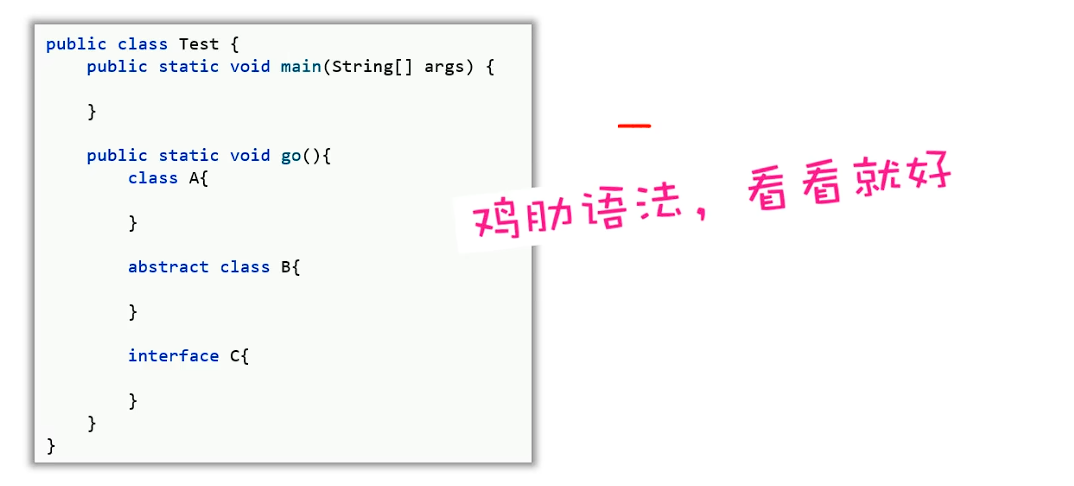 public class Test {
public static void main(String[] args) {
}
public static void go(){
class A{
}
鸡肋语法，看看就好
abstract class B{
}
interface C{
}
}
}